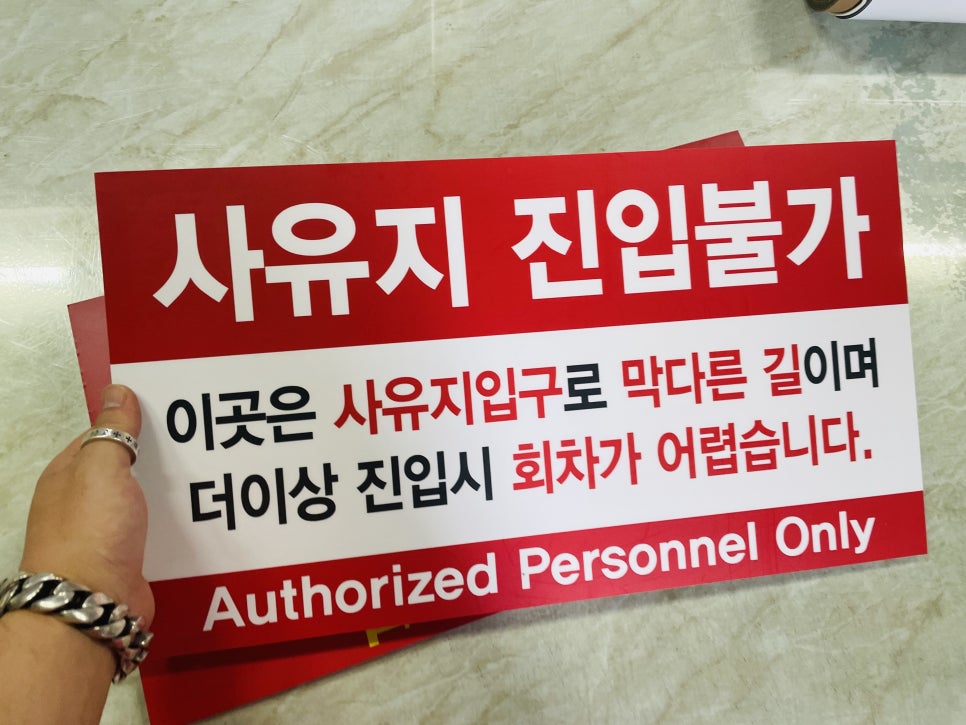 사유지 진입불가
이곳은 사유지입구로 막다른 길이며
더이상 진입시 회차가 어렵습니다.
Authorized Personnel Only